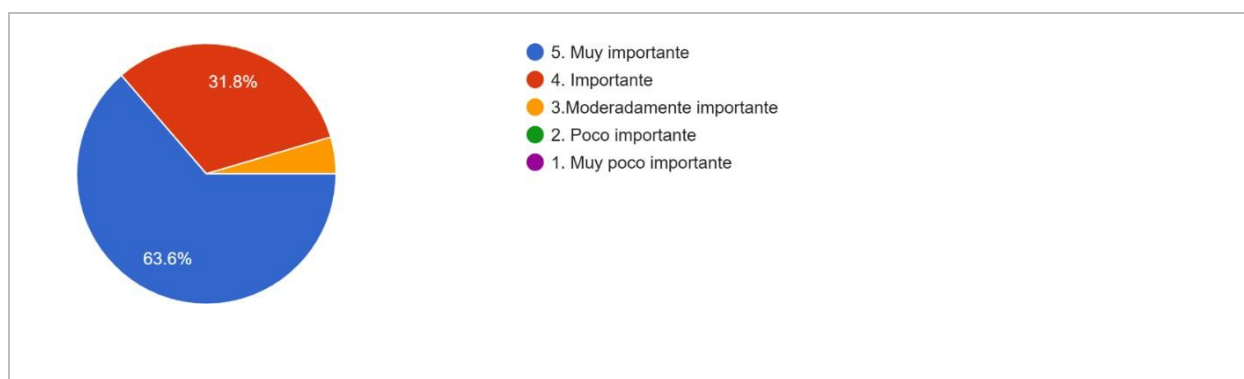 31.8%
63.6%
5. Muy importante
4. Importante
3.Moderadamente importante
2. Poco importante
1. Muy poco importante